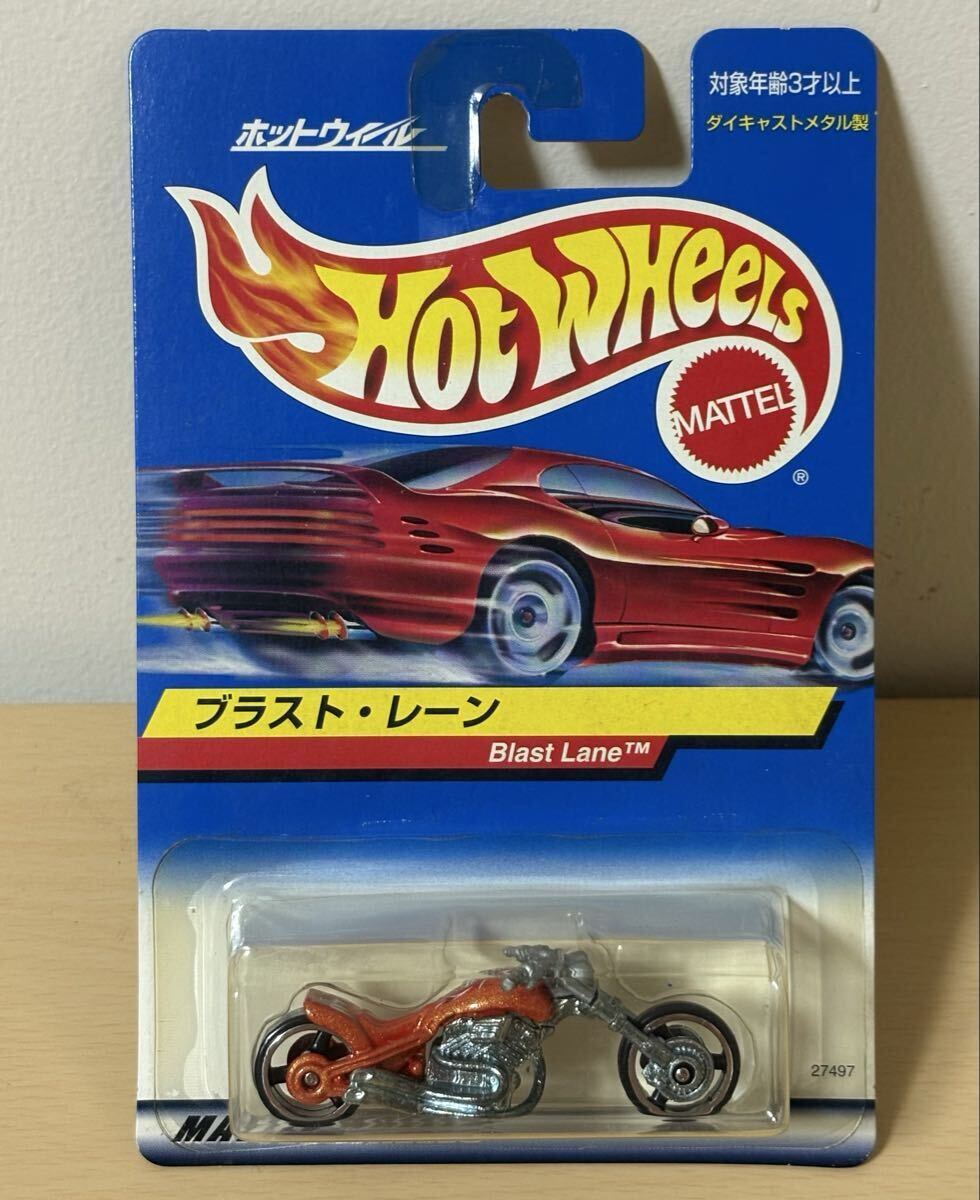 対象年齢3才以上
ダイキャストメタル製
ホットウィール
HOT WHEELS
MATTEL
®
ブラスト・レーン
Blast Lane™
27497